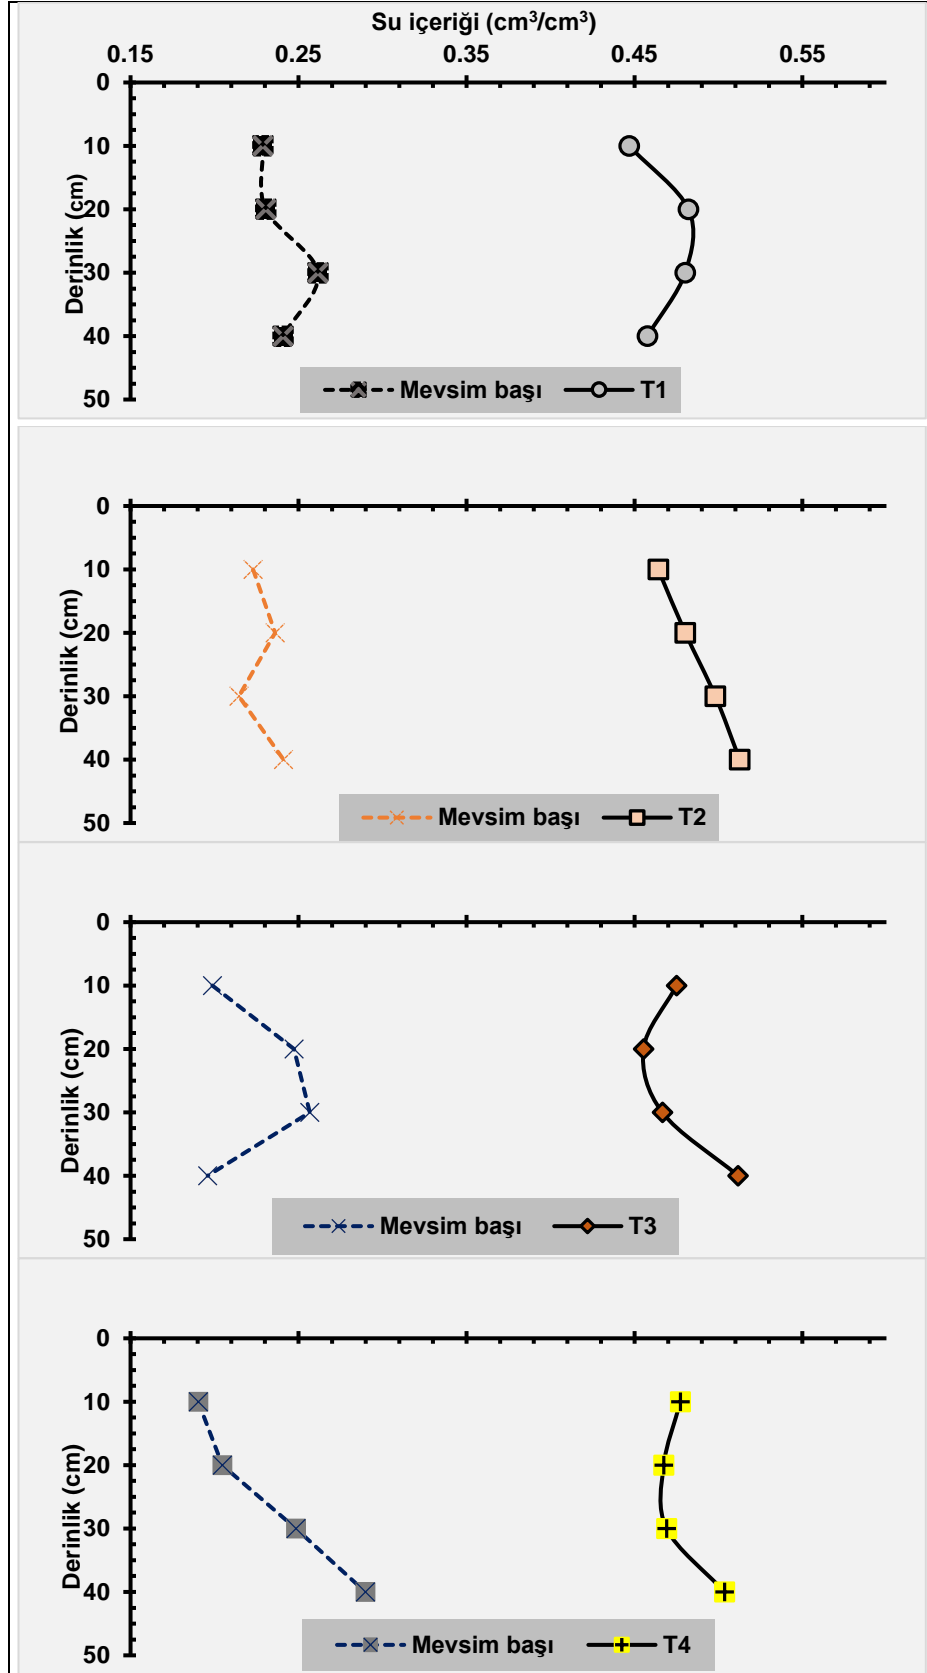 Su içeriği (cm³/cm³)
0.15 0.25 0.35 0.45 0.55
0
10
20
30
40
50
Derinlik (cm)
Mevsim başı T1
0
10
20
30
40
50
Derinlik (cm)
Mevsim başı T2
0
10
20
30
40
50
Derinlik (cm)
Mevsim başı T3
0
10
20
30
40
50
Derinlik (cm)
Mevsim başı T4